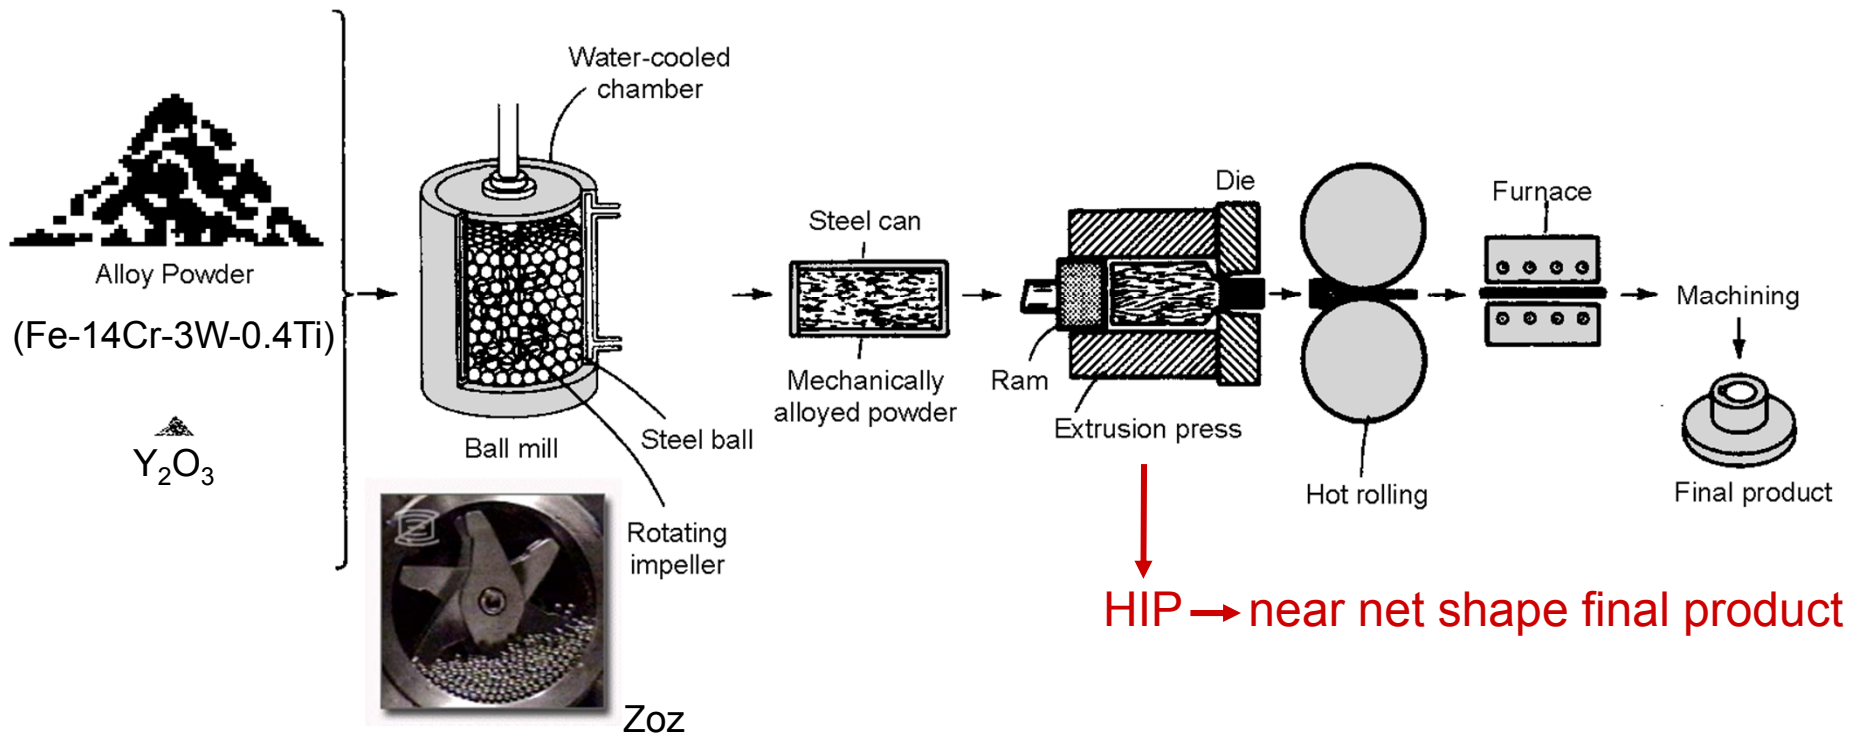 Alloy Powder
(Fe-14Cr-3W-0.4Ti)
Y₂O₃
Water-cooled
chamber
Ball mill
Steel ball
Rotating
impeller
Zoz
Steel can
Mechanically
alloyed powder
Die
Ram
Extrusion press
Hot rolling
Furnace
Machining
Final product
HIP → near net shape final product